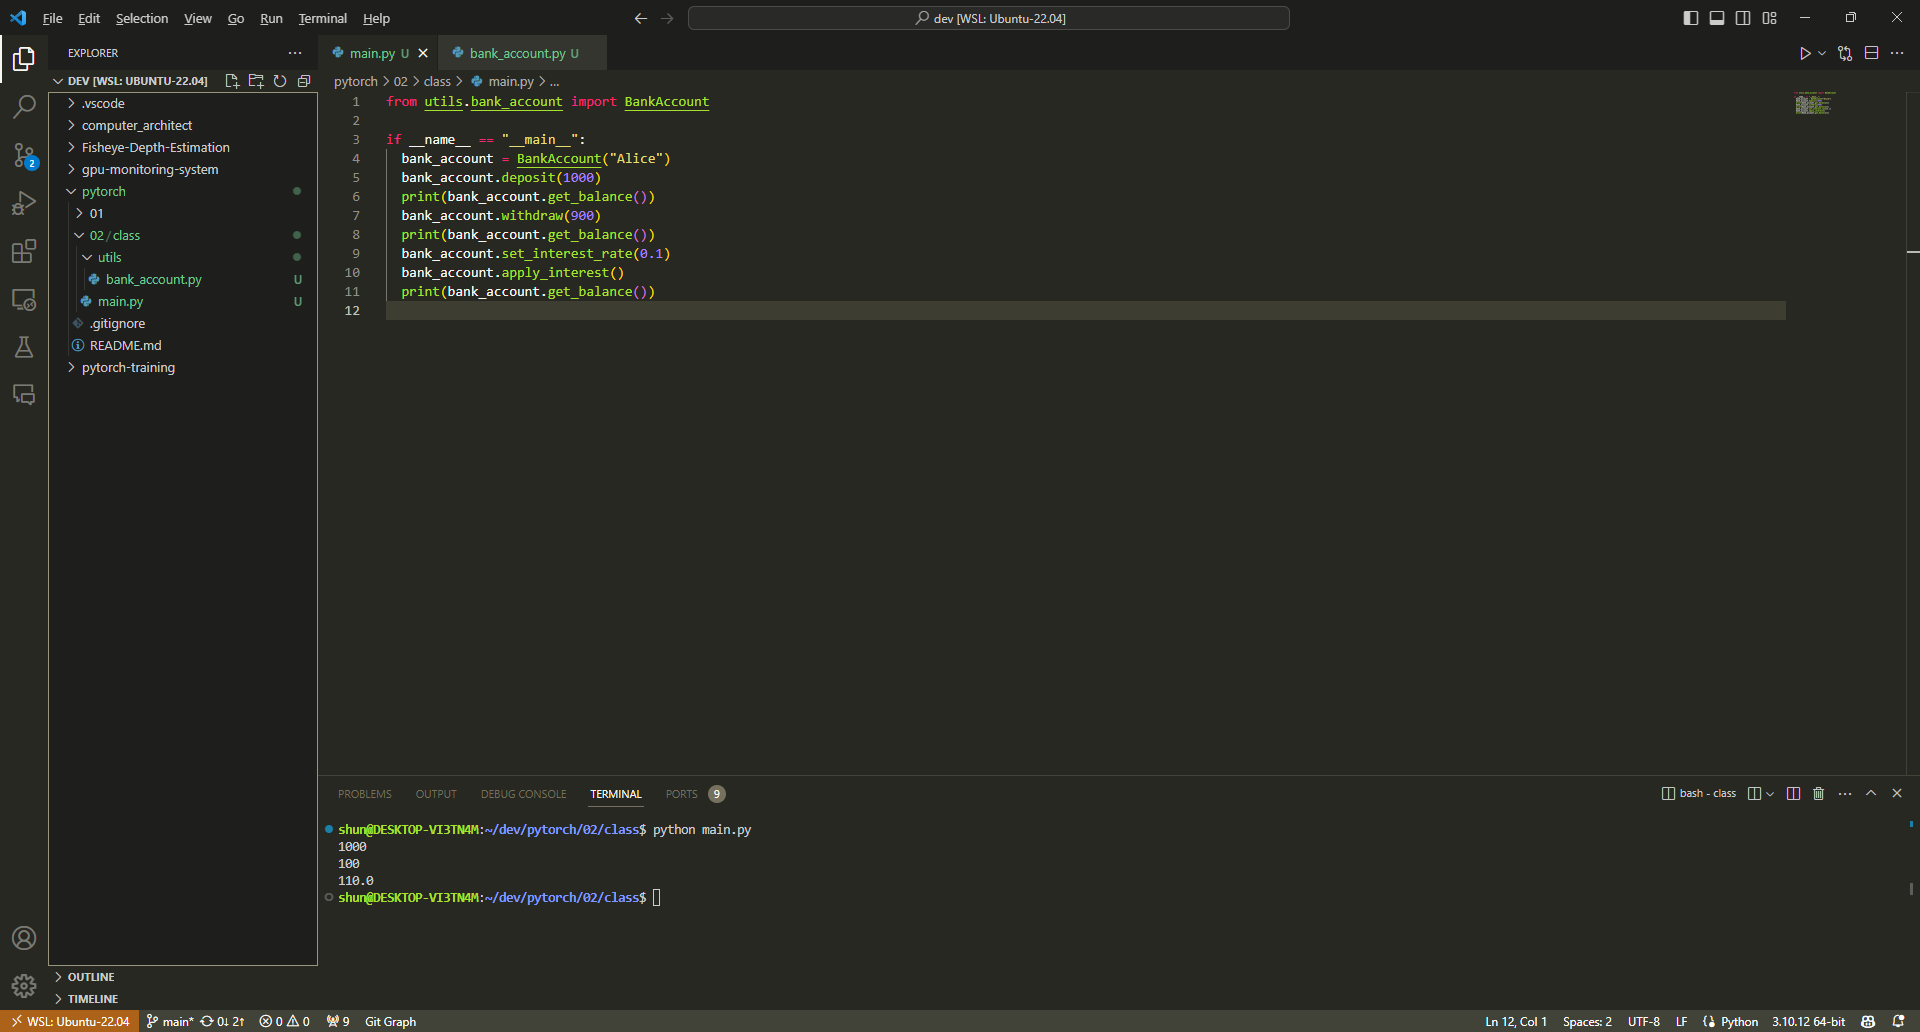 File Edit Selection View Go Run Terminal Help
dev [WSL: Ubuntu-22.04]
EXPLORER
DEV [WSL: UBUNTU-22.04]
.vscode
computer_architect
Fisheye-Depth-Estimation
gpu-monitoring-system
pytorch
01
02 / class
utils
bank_account.py U
main.py U
.gitignore
README.md
pytorch-training
OUTLINE
TIMELINE
2
main.py U
bank_account.py U
pytorch > 02 > class > main.py > ...
1 from utils.bank_account import BankAccount
2
3 if __name__ == "__main__":
4 bank_account = BankAccount("Alice")
5 bank_account.deposit(1000)
6 print(bank_account.get_balance())
7 bank_account.withdraw(900)
8 print(bank_account.get_balance())
9 bank_account.set_interest_rate(0.1)
10 bank_account.apply_interest()
11 print(bank_account.get_balance())
12
PROBLEMS OUTPUT DEBUG CONSOLE TERMINAL PORTS 9
bash - class
shun@DESKTOP-VI3TN4M:~/dev/pytorch/02/class$ python main.py
1000
100
110.0
shun@DESKTOP-VI3TN4M:~/dev/pytorch/02/class$
WSL: Ubuntu-22.04 main* 0↓ 2↑ 0 0 9 Git Graph
Ln 12, Col 1 Spaces: 2 UTF-8 LF Python 3.10.12 64-bit